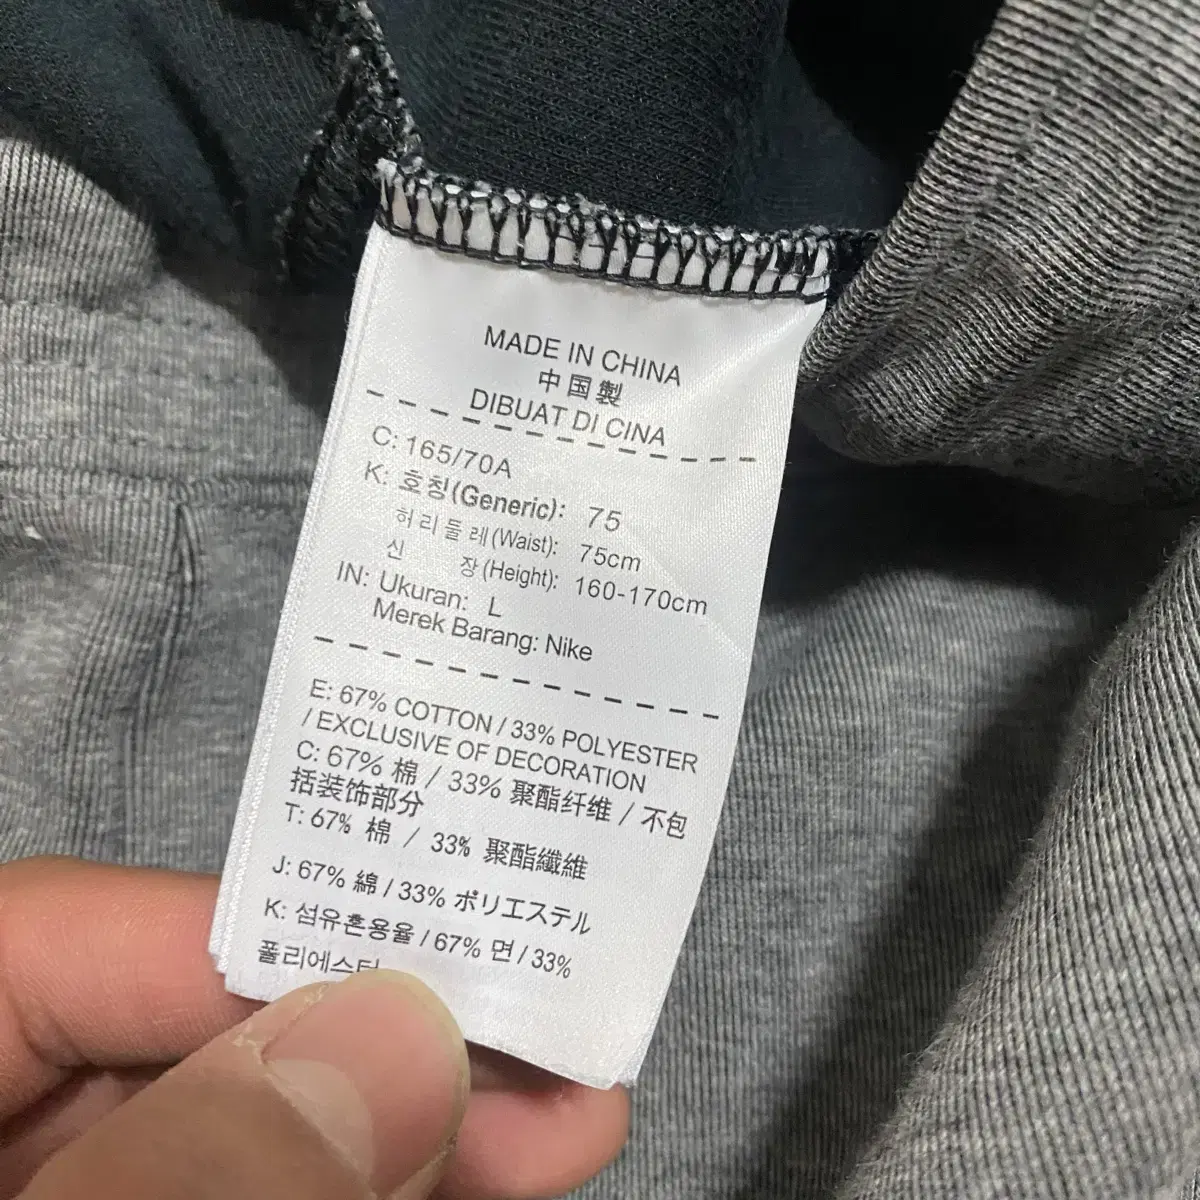 MADE IN CHINA
中国製
DIBUAT DI CINA
C: 165/70A
K: 호칭(Generic): 75
허리둘레(Waist): 75cm
신 장(Height): 160-170cm
IN: Ukuran: L
Merek Barang: Nike
E: 67% COTTON / 33% POLYESTER
/ EXCLUSIVE OF DECORATION
C: 67% 棉 / 33% 聚酯纤维 / 不包
括装饰部分
T: 67% 棉 / 33% 聚酯纖維
J: 67% 綿 / 33% ポリエステル
K: 섬유혼용율 / 67% 면 / 33%
폴리에스터